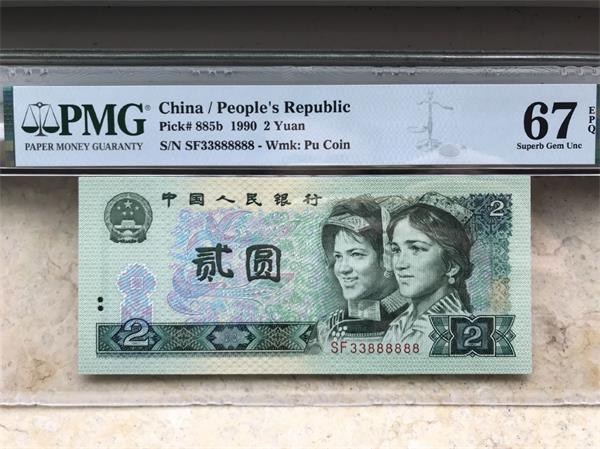 PMG®
PAPER MONEY GUARANTY
China / People's Republic
Pick# 885b 1990 2 Yuan
S/N SF33888888 - Wmk: Pu Coin
67
EPQ
Superb Gem Unc
中国人民银行
2
贰圆
2
2
SF33888888